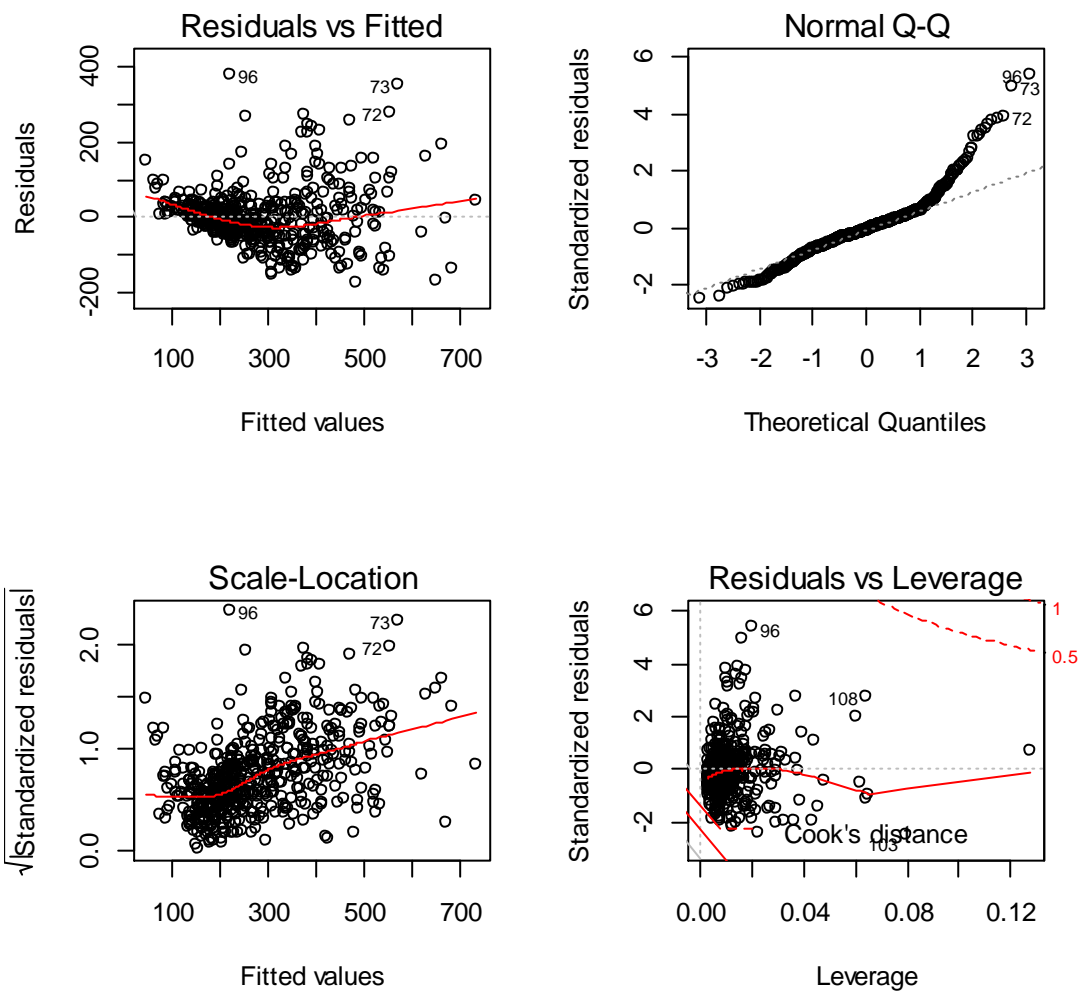 Residuals vs Fitted
Residuals
-200 0 200 400
96
73
72
100 300 500 700
Fitted values
Normal Q-Q
Standardized residuals
-2 0 2 4 6
96
73
72
-3 -2 -1 0 1 2 3
Theoretical Quantiles
Scale-Location
√|Standardized residuals|
0.0 1.0 2.0
96
73
72
100 300 500 700
Fitted values
Residuals vs Leverage
Standardized residuals
-2 0 2 4 6
1
0.5
96
108
Cook's distance
103
0.00 0.04 0.08 0.12
Leverage